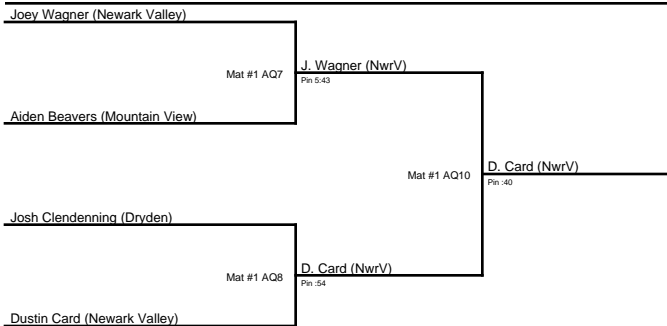 Joey Wagner (Newark Valley)
Mat #1 AQ7
J. Wagner (NwrV)
Pin 5:43
Aiden Beavers (Mountain View)
Mat #1 AQ10
D. Card (NwrV)
Pin :40
Josh Clendenning (Dryden)
Mat #1 AQ8
D. Card (NwrV)
Pin :54
Dustin Card (Newark Valley)